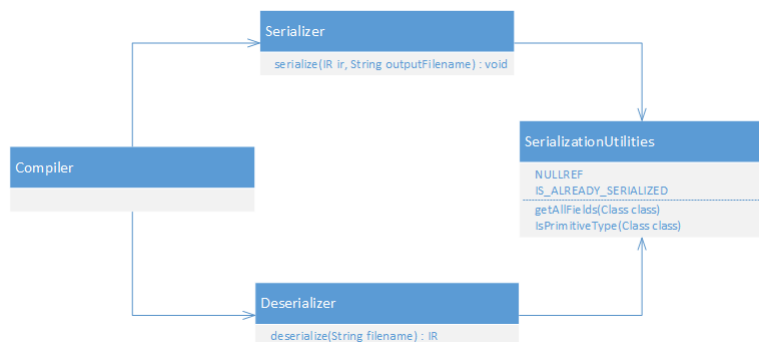 Serializer
serialize(IR ir, String outputFilename) : void
Compiler
SerializationUtilities
NULLREF
IS_ALREADY_SERIALIZED
getAllFields(Class class)
IsPrimitiveType(Class class)
Deserializer
deserialize(String filename) : IR